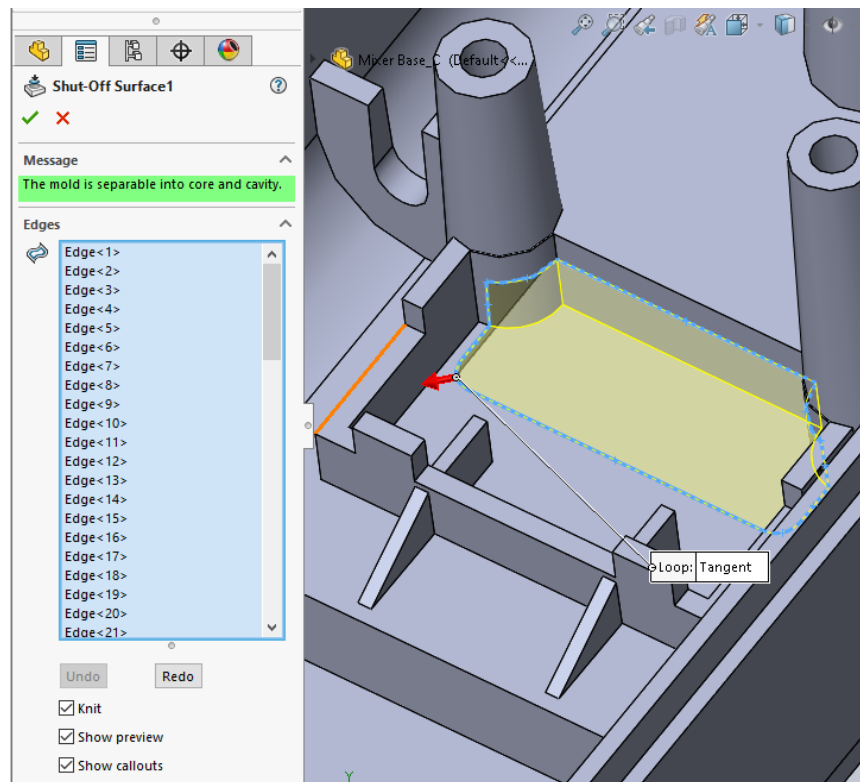 Mixer Base_C (Default<<...
Shut-Off Surface1
Message
The mold is separable into core and cavity.
Edges
Edge<1>
Edge<2>
Edge<3>
Edge<4>
Edge<5>
Edge<6>
Edge<7>
Edge<8>
Edge<9>
Edge<10>
Edge<11>
Edge<12>
Edge<13>
Edge<14>
Edge<15>
Edge<16>
Edge<17>
Edge<18>
Edge<19>
Edge<20>
Edge<21>
Loop: Tangent
Undo Redo
Knit
Show preview
Show callouts
Y